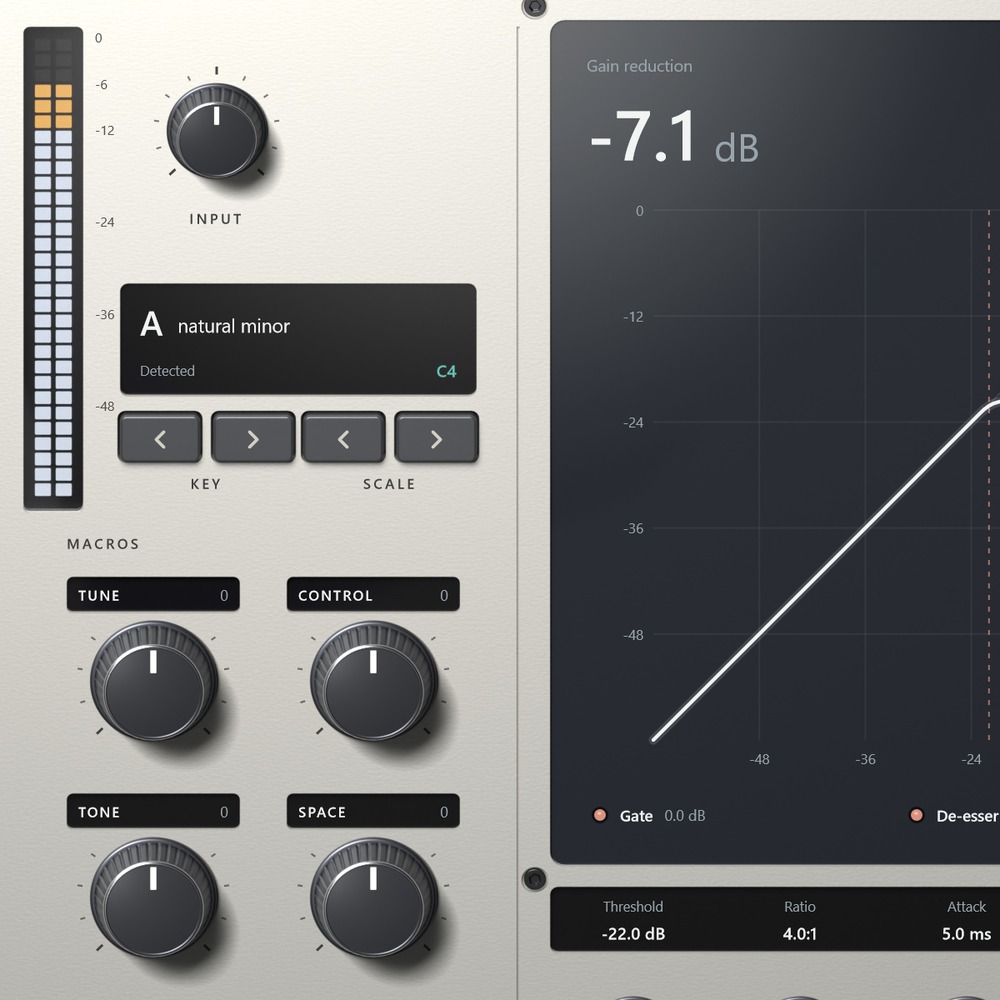 0
-6
-12
-24
-36
-48
INPUT
A natural minor
Detected C4
KEY SCALE
MACROS
TUNE 0 CONTROL 0
TONE 0 SPACE 0
Gain reduction
-7.1 dB
0
-12
-24
-36
-48
-48 -36 -24
Gate 0.0 dB De-esser
Threshold Ratio Attack
-22.0 dB 4.0:1 5.0 ms